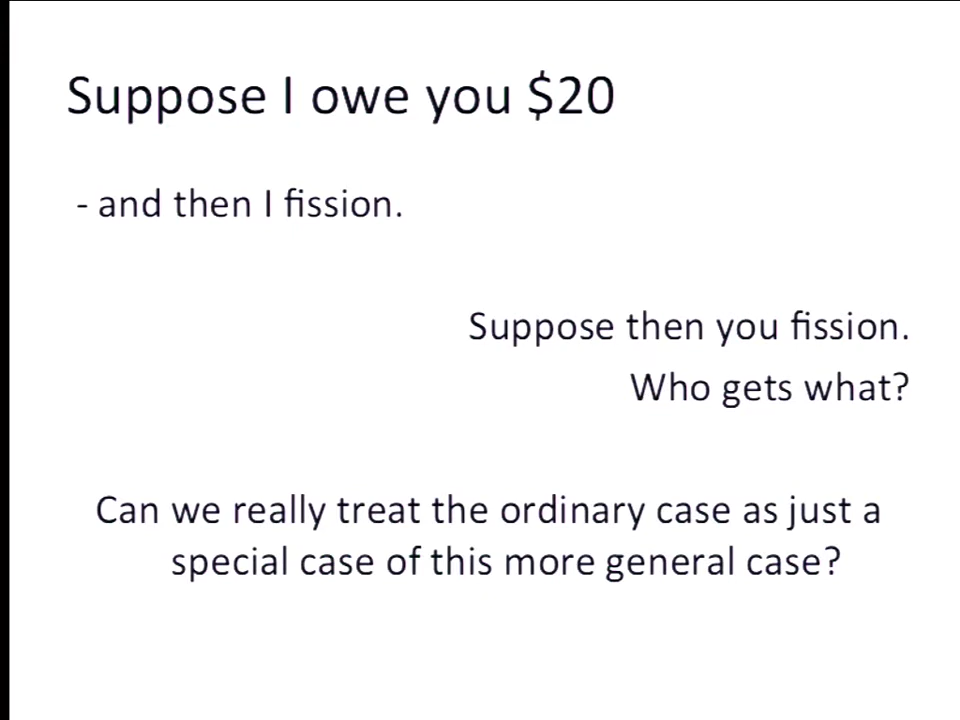 Suppose I owe you $20
- and then I fission.
Suppose then you fission.
Who gets what?
Can we really treat the ordinary case as just a
special case of this more general case?